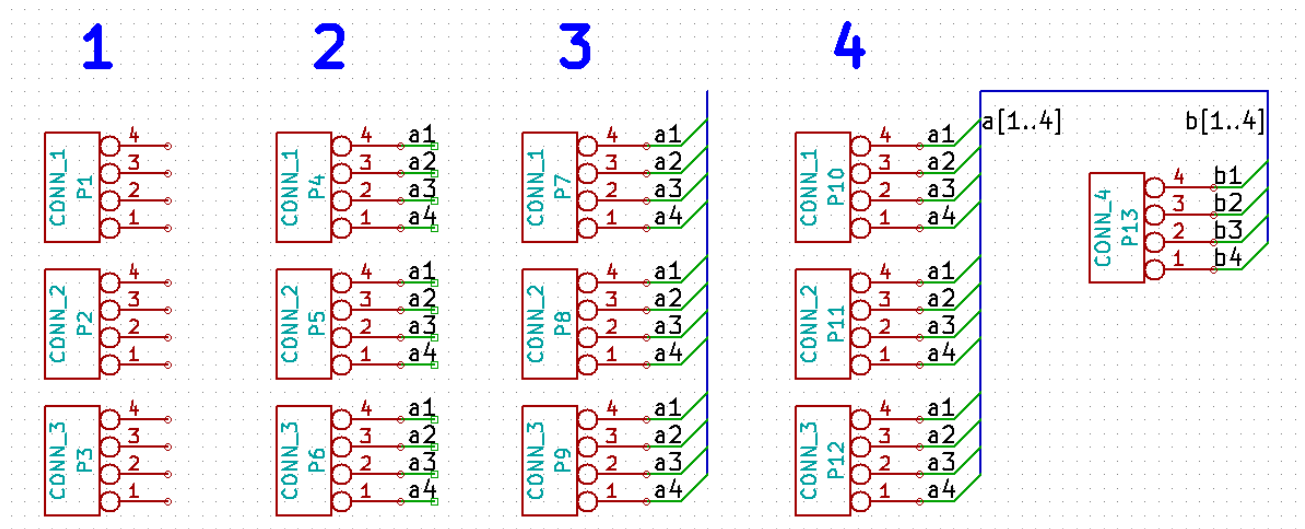 1 2 3 4
a[1..4] b[1..4]
CONN_1 P1 4 3 2 1
CONN_2 P2 4 3 2 1
CONN_3 P3 4 3 2 1
CONN_1 P4 4 a1 3 a2 2 a3 1 a4
CONN_2 P5 4 a1 3 a2 2 a3 1 a4
CONN_3 P6 4 a1 3 a2 2 a3 1 a4
CONN_1 P7 4 a1 3 a2 2 a3 1 a4
CONN_2 P8 4 a1 3 a2 2 a3 1 a4
CONN_3 P9 4 a1 3 a2 2 a3 1 a4
CONN_1 P10 4 a1 3 a2 2 a3 1 a4
CONN_2 P11 4 a1 3 a2 2 a3 1 a4
CONN_3 P12 4 a1 3 a2 2 a3 1 a4
CONN_4 P13 4 b1 3 b2 2 b3 1 b4